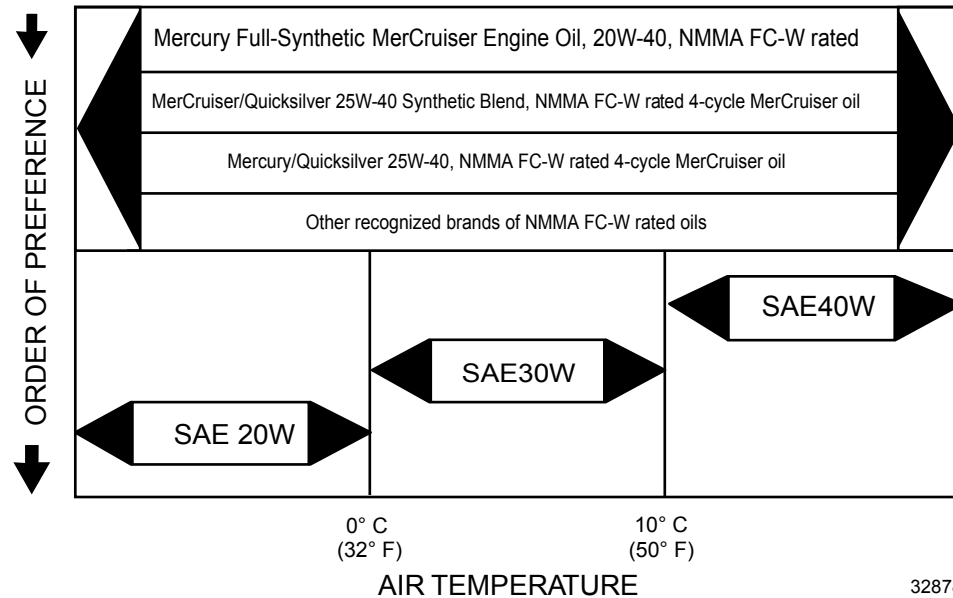 ORDER OF PREFERENCE
Mercury Full-Synthetic MerCruiser Engine Oil, 20W-40, NMMA FC-W rated
MerCruiser/Quicksilver 25W-40 Synthetic Blend, NMMA FC-W rated 4-cycle MerCruiser oil
Mercury/Quicksilver 25W-40, NMMA FC-W rated 4-cycle MerCruiser oil
Other recognized brands of NMMA FC-W rated oils
SAE40W
SAE30W
SAE 20W
0° C
(32° F)
10° C
(50° F)
AIR TEMPERATURE